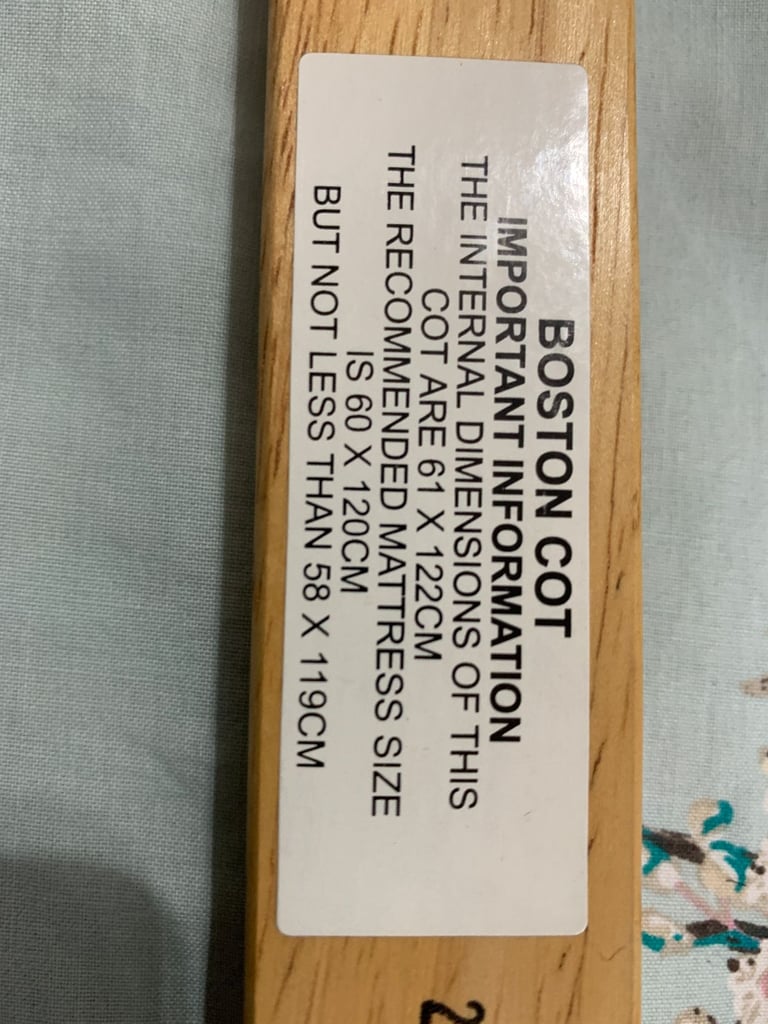 BOSTON COT
IMPORTANT INFORMATION
THE INTERNAL DIMENSIONS OF THIS
COT ARE 61 X 122CM
THE RECOMMENDED MATTRESS SIZE
IS 60 X 120CM
BUT NOT LESS THAN 58 X 119CM
2